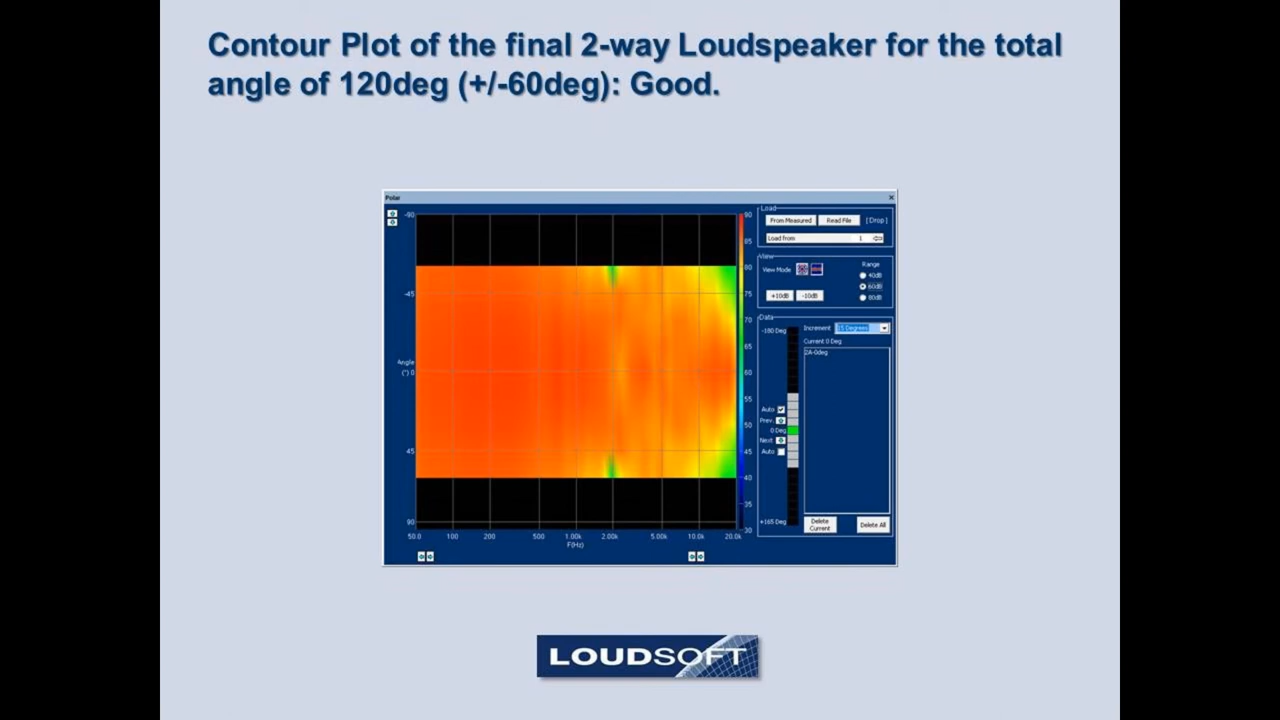 Contour Plot of the final 2-way Loudspeaker for the total
angle of 120deg (+/-60deg): Good.
Polar
Load
From Measured Read File [Drop]
Load from 1
View
View Mode
Range
40dB
60dB
80dB
+10dB -10dB
Data
-180 Deg
Increment 15 Degrees
Current 0 Deg
2A-0deg
Auto
Prev.
0 Deg
Next
Auto
+165 Deg
Delete
Current
Delete All
-90
-45
Angle
(°) 0
45
90
90
85
80
75
70
65
60
55
50
45
40
35
30
50.0 100 200 500 1.00k 2.00k 5.00k 10.0k 20.0k
F(Hz)
LOUDSOFT